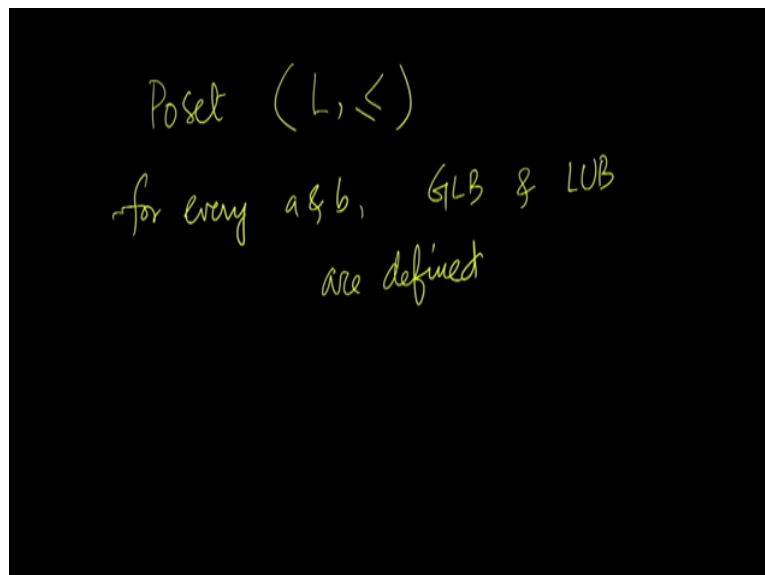 Poset (L, ≤)
for every a & b, GLB & LUB
are defined